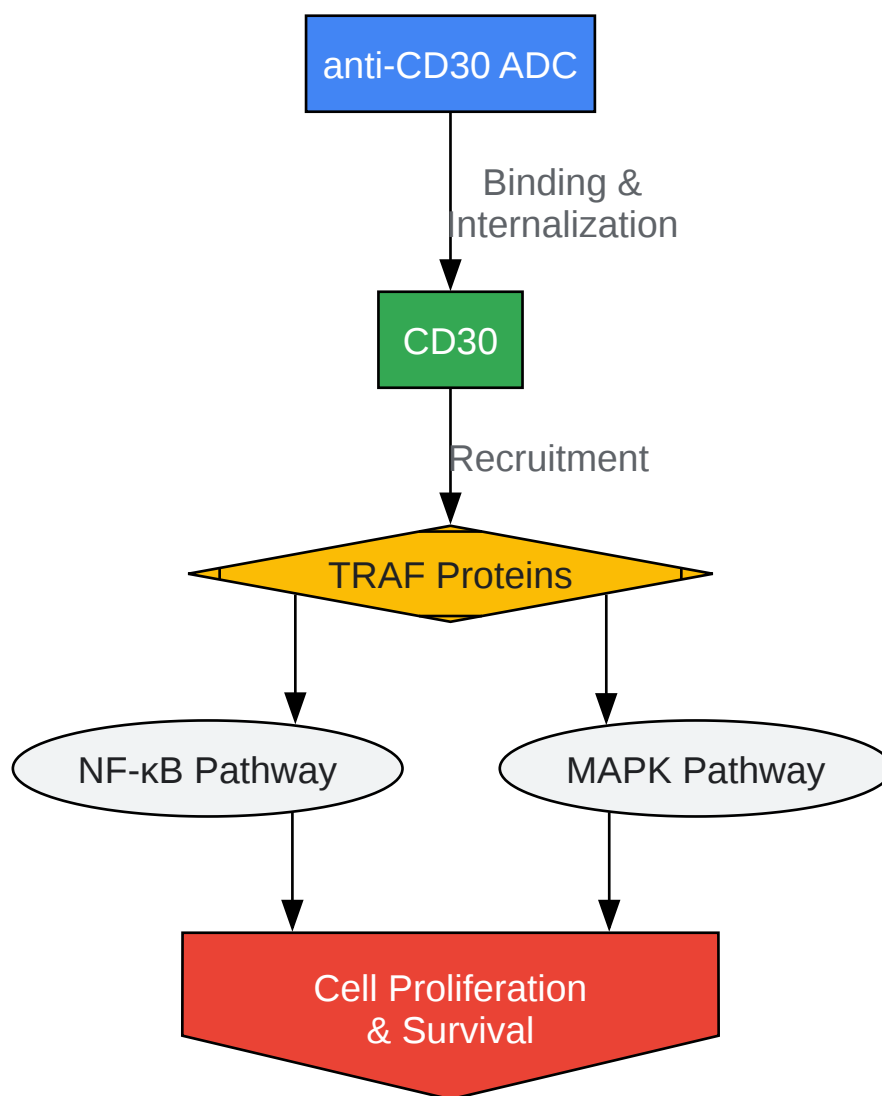 anti-CD30 ADC
Binding &
Internalization
CD30
Recruitment
TRAF Proteins
NF-κB Pathway
MAPK Pathway
Cell Proliferation
& Survival